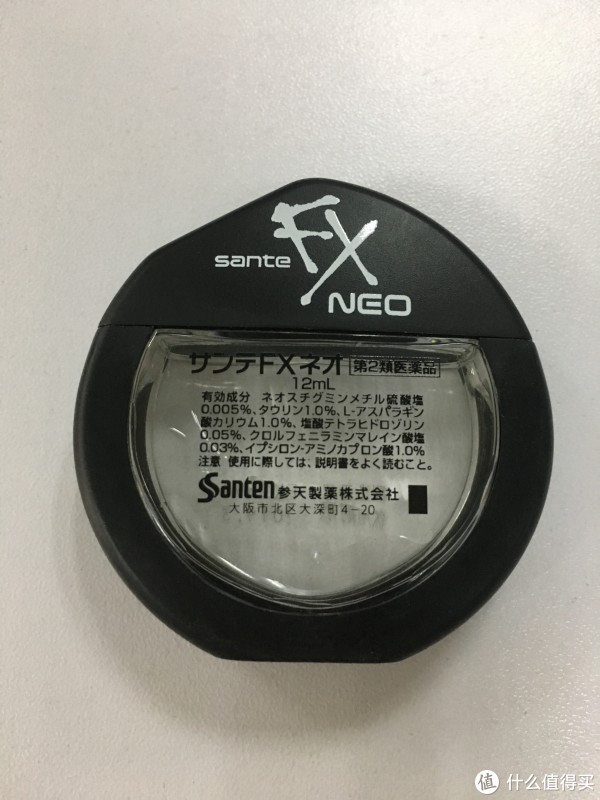 sante FX NEO
サンテFXネオ 第2類医薬品
12mL
有効成分 ネオスチグミンメチル硫酸塩
0.005%、タウリン1.0%、L-アスパラギン
酸カリウム1.0%、塩酸テトラヒドロゾリン
0.05%、クロルフェニラミンマレイン酸塩
0.03%、イプシロン-アミノカプロン酸1.0%
注意 使用に際しては、説明書をよく読むこと。
Santen 参天製薬株式会社
大阪市北区大深町4-20
值 什么值得买